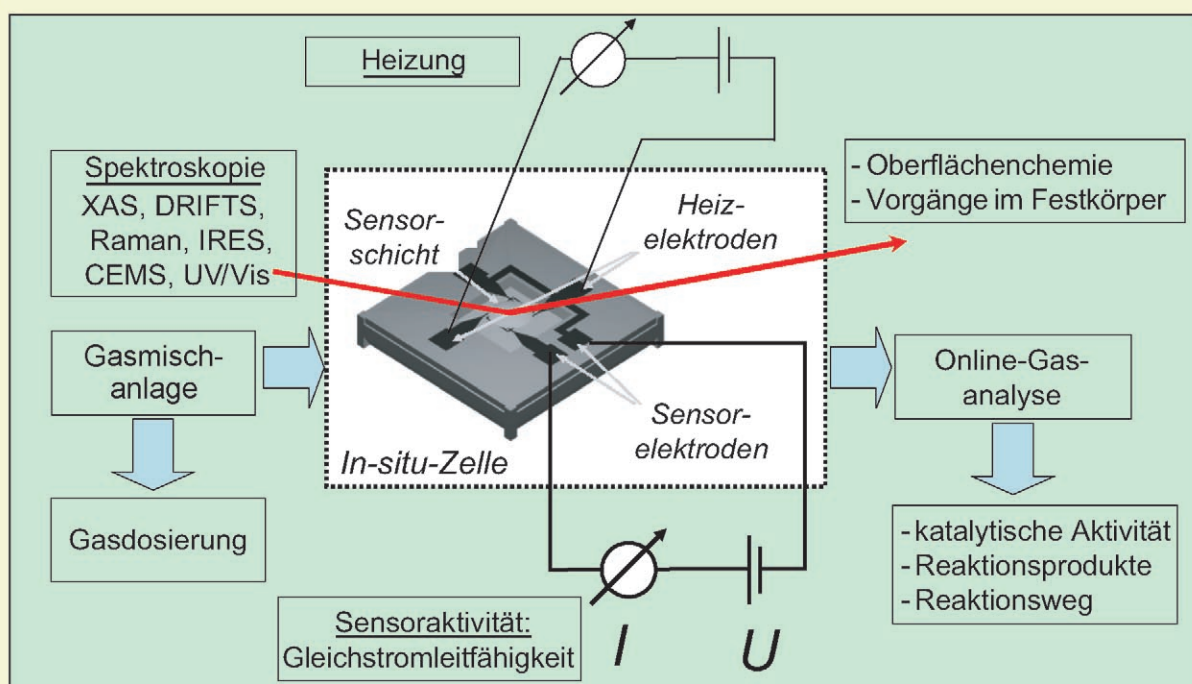 Heizung
Spektroskopie
XAS, DRIFTS,
Raman, IRES,
CEMS, UV/Vis
- Oberflächenchemie
- Vorgänge im Festkörper
Sensor-
schicht
Heiz-
elektroden
Gasmisch-
anlage
Online-Gas-
analyse
Sensor-
elektroden
In-situ-Zelle
Gasdosierung
- katalytische Aktivität
- Reaktionsprodukte
- Reaktionsweg
Sensoraktivität:
Gleichstromleitfähigkeit
I
U